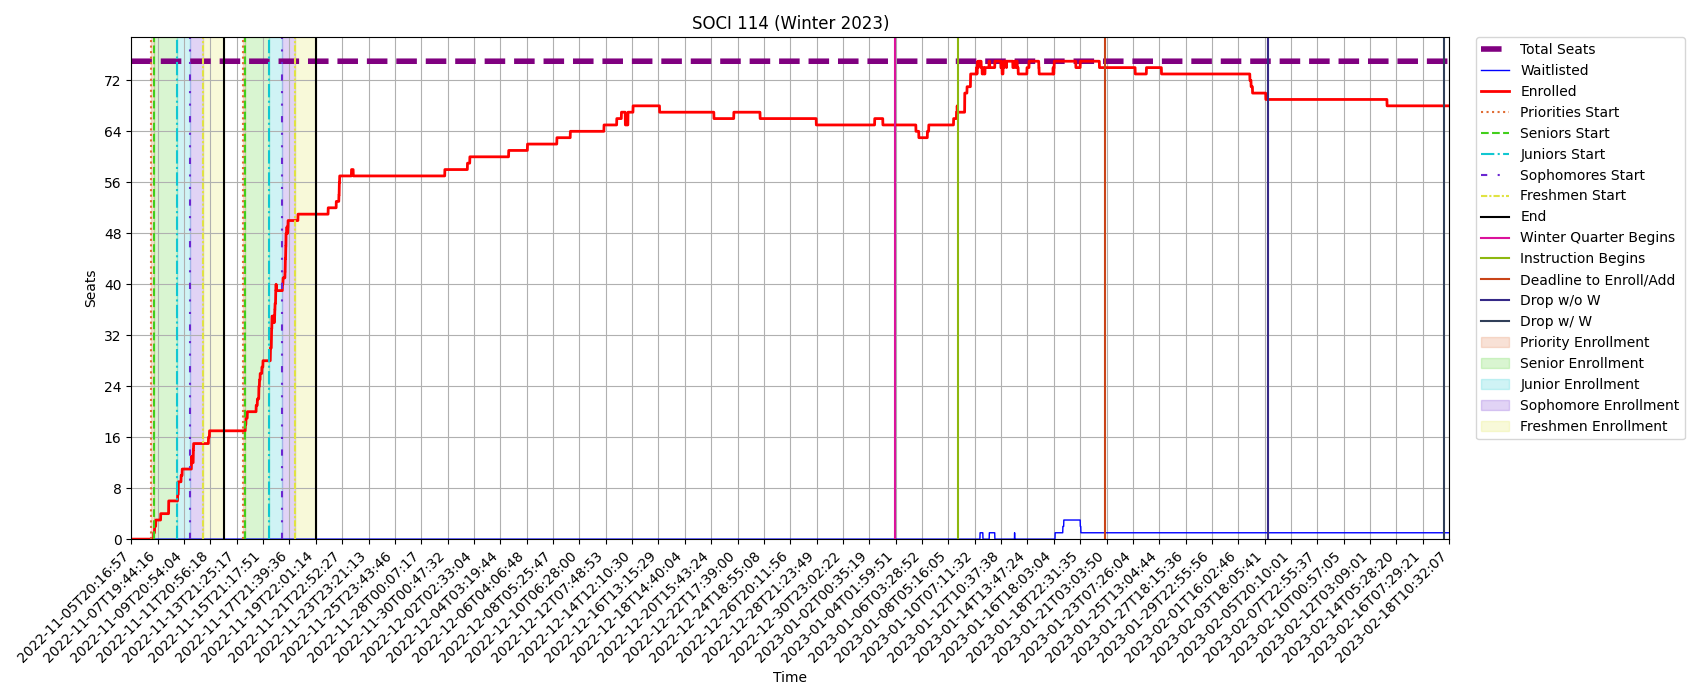 SOCI 114 (Winter 2023)
Seats
72
64
56
48
40
32
24
16
8
0
2022-11-05T20:16:57
2022-11-07T19:44:16
2022-11-09T20:54:04
2022-11-11T20:56:18
2022-11-13T21:25:17
2022-11-15T21:17:51
2022-11-17T21:39:36
2022-11-19T22:01:14
2022-11-21T22:52:27
2022-11-23T23:21:13
2022-11-25T23:43:46
2022-11-28T00:07:17
2022-11-30T00:47:32
2022-12-02T02:33:04
2022-12-04T03:19:44
2022-12-06T04:06:48
2022-12-08T05:25:47
2022-12-10T06:28:00
2022-12-12T07:48:53
2022-12-14T12:10:30
2022-12-16T13:15:29
2022-12-18T14:40:04
2022-12-20T15:43:24
2022-12-22T17:39:00
2022-12-24T18:55:08
2022-12-26T20:11:56
2022-12-28T21:23:49
2022-12-30T23:02:22
2023-01-02T00:35:19
2023-01-04T01:59:51
2023-01-06T03:28:52
2023-01-08T05:16:05
2023-01-10T07:11:32
2023-01-12T10:37:38
2023-01-14T13:47:24
2023-01-16T18:03:04
2023-01-18T22:31:35
2023-01-21T03:03:50
2023-01-23T07:26:04
2023-01-25T13:04:44
2023-01-27T18:15:36
2023-01-29T22:55:56
2023-02-01T16:02:46
2023-02-03T18:05:41
2023-02-05T20:10:01
2023-02-07T22:55:37
2023-02-10T00:57:05
2023-02-12T03:09:01
2023-02-14T05:28:20
2023-02-16T07:29:21
2023-02-18T10:32:07
Time
Total Seats
Waitlisted
Enrolled
Priorities Start
Seniors Start
Juniors Start
Sophomores Start
Freshmen Start
End
Winter Quarter Begins
Instruction Begins
Deadline to Enroll/Add
Drop w/o W
Drop w/ W
Priority Enrollment
Senior Enrollment
Junior Enrollment
Sophomore Enrollment
Freshmen Enrollment